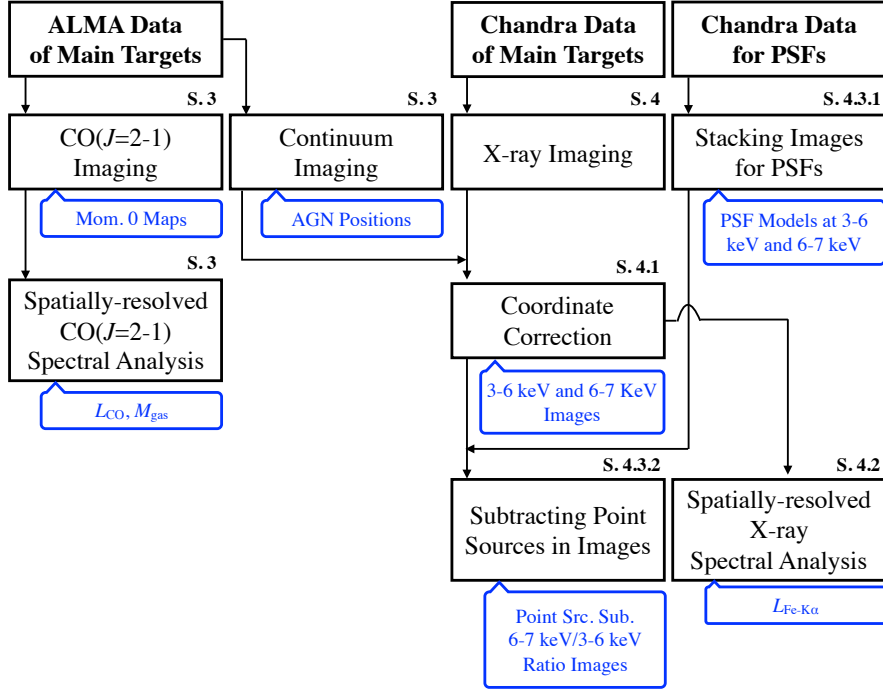 ALMA Data
of Main Targets
Chandra Data
of Main Targets
Chandra Data
for PSFs
S. 3
CO(J=2-1)
Imaging
Mom. 0 Maps
S. 3
Continuum
Imaging
AGN Positions
S. 4
X-ray Imaging
S. 4.3.1
Stacking Images
for PSFs
PSF Models at 3-6
keV and 6-7 keV
S. 3
Spatially-resolved
CO(J=2-1)
Spectral Analysis
L_CO, M_gas
S. 4.1
Coordinate
Correction
3-6 keV and 6-7 KeV
Images
S. 4.3.2
Subtracting Point
Sources in Images
Point Src. Sub.
6-7 keV/3-6 keV
Ratio Images
S. 4.2
Spatially-resolved
X-ray
Spectral Analysis
L_Fe-Kα